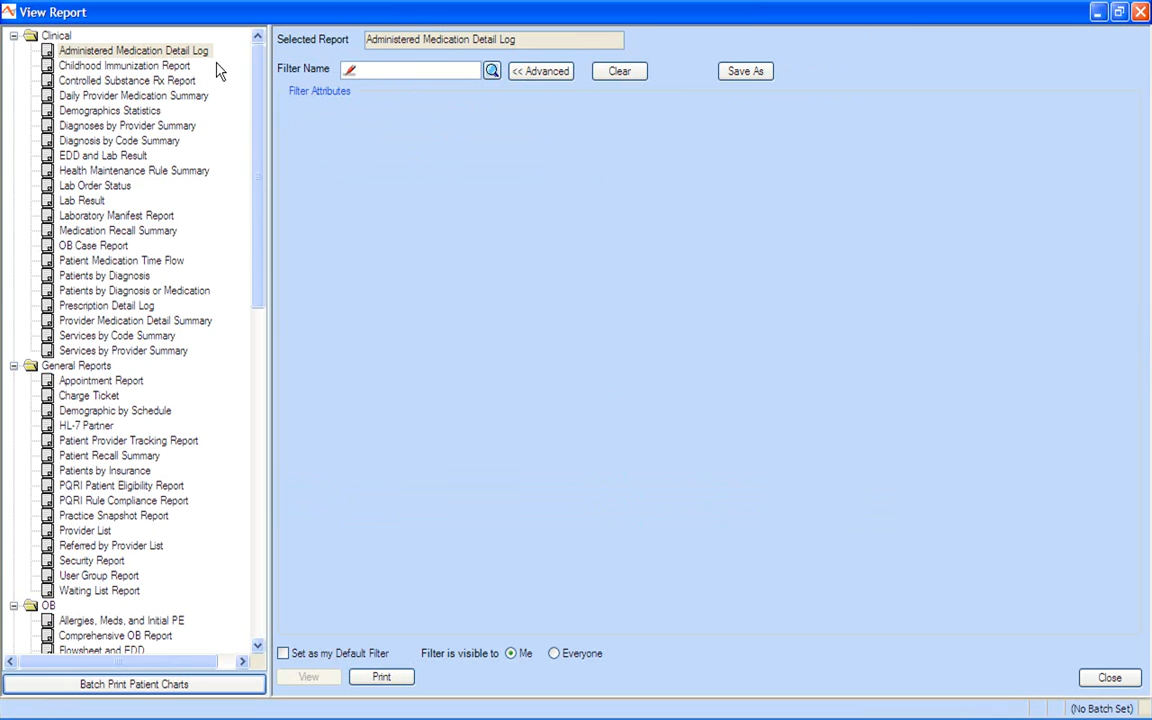 View Report
Clinical
Administered Medication Detail Log
Childhood Immunization Report
Controlled Substance Rx Report
Daily Provider Medication Summary
Demographics Statistics
Diagnoses by Provider Summary
Diagnosis by Code Summary
EDD and Lab Result
Health Maintenance Rule Summary
Lab Order Status
Lab Result
Laboratory Manifest Report
Medication Recall Summary
OB Case Report
Patient Medication Time Flow
Patients by Diagnosis
Patients by Diagnosis or Medication
Prescription Detail Log
Provider Medication Detail Summary
Services by Code Summary
Services by Provider Summary
General Reports
Appointment Report
Charge Ticket
Demographic by Schedule
HL-7 Partner
Patient Provider Tracking Report
Patient Recall Summary
Patients by Insurance
PQRI Patient Eligibility Report
PQRI Rule Compliance Report
Practice Snapshot Report
Provider List
Referred by Provider List
Security Report
User Group Report
Waiting List Report
OB
Allergies, Meds, and Initial PE
Comprehensive OB Report
Flowsheet and EDD
Batch Print Patient Charts
Selected Report Administered Medication Detail Log
Filter Name << Advanced Clear Save As
Filter Attributes
Set as my Default Filter Filter is visible to Me Everyone
View Print Close
(No Batch Set)